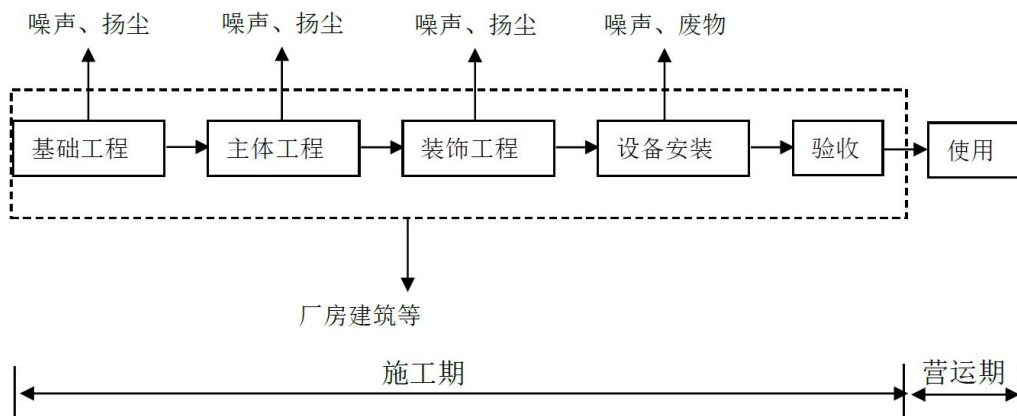 噪声、扬尘
噪声、扬尘
噪声、扬尘
噪声、废物
基础工程
主体工程
装饰工程
设备安装
验收
使用
厂房建筑等
施工期
营运期